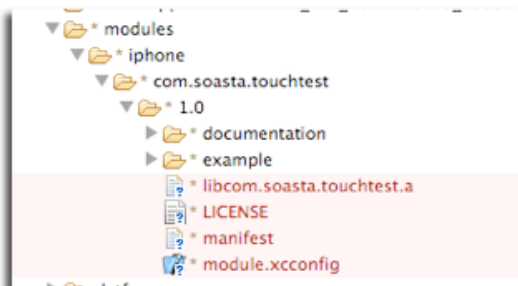 * modules
* iphone
* com.soasta.touchtest
* 1.0
* documentation
* example
* libcom.soasta.touchtest.a
* LICENSE
* manifest
* module.xcconfig